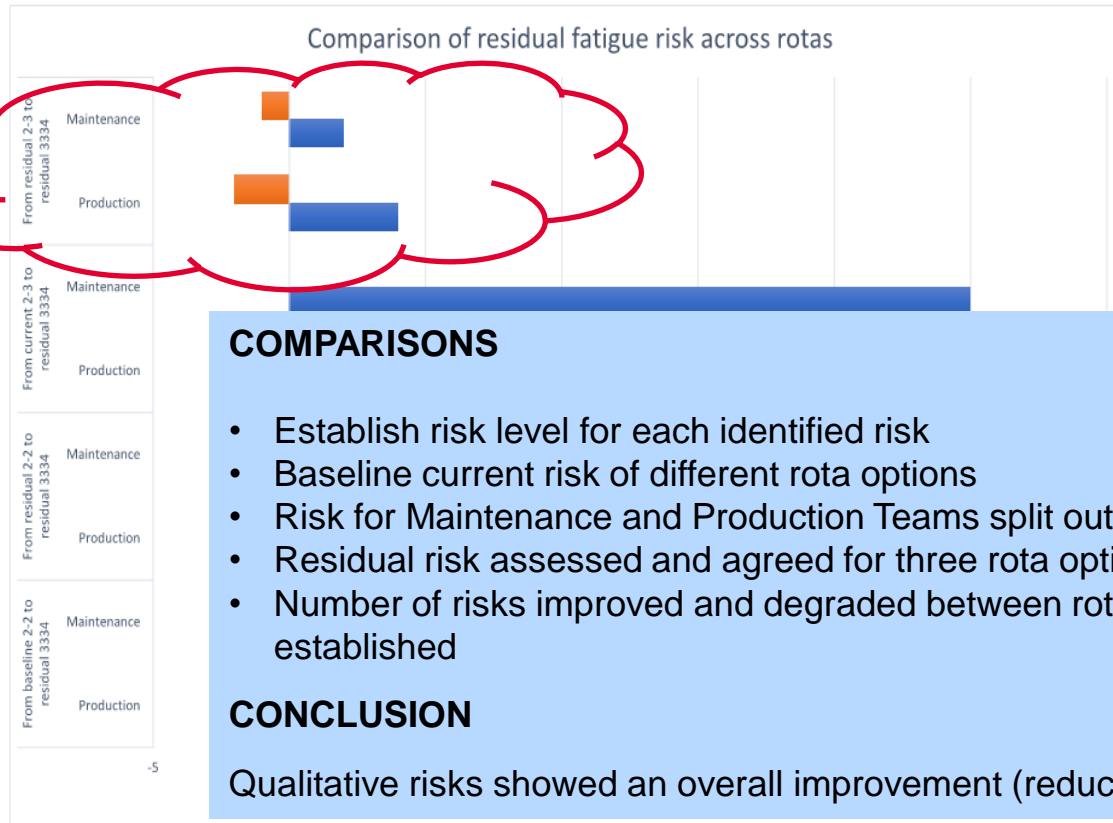 Comparison of residual fatigue risk across rotas
From residual 2-3 to
residual 3334
Maintenance
Production
From current 2-3 to
residual 3334
Maintenance
Production
From residual 2-2 to
residual 3334
Maintenance
Production
From baseline 2-2 to
residual 3334
Maintenance
Production
-5
COMPARISONS
• Establish risk level for each identified risk
• Baseline current risk of different rota options
• Risk for Maintenance and Production Teams split out
• Residual risk assessed and agreed for three rota opti
• Number of risks improved and degraded between rot
established
CONCLUSION
Qualitative risks showed an overall improvement (reduc